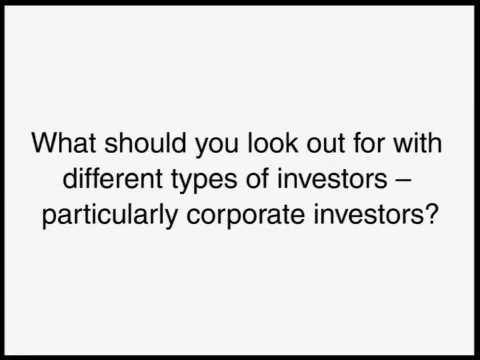 What should you look out for with
different types of investors –
particularly corporate investors?